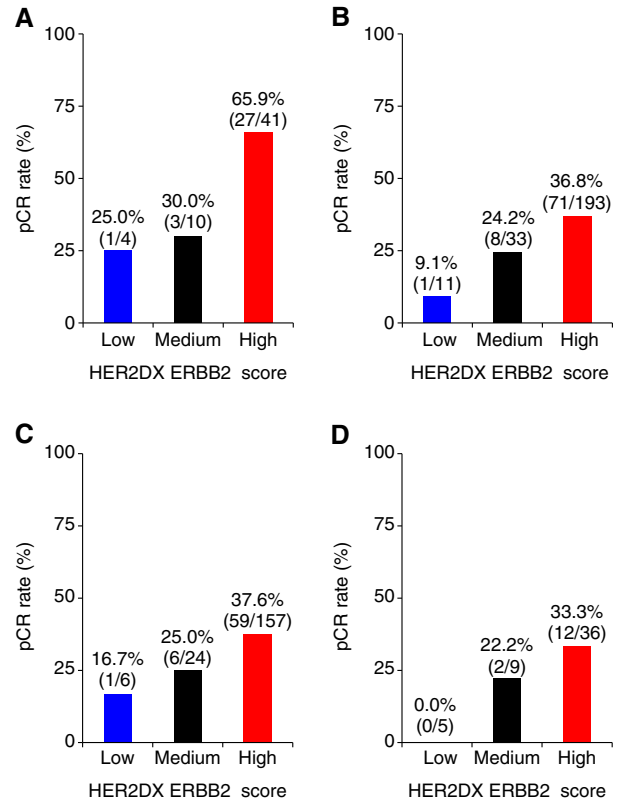 A
pCR rate (%)
100
75
50
25
0
25.0%
(1/4)
30.0%
(3/10)
65.9%
(27/41)
Low Medium High
HER2DX ERBB2 score
B
pCR rate (%)
100
75
50
25
0
9.1%
(1/11)
24.2%
(8/33)
36.8%
(71/193)
Low Medium High
HER2DX ERBB2 score
C
pCR rate (%)
100
75
50
25
0
16.7%
(1/6)
25.0%
(6/24)
37.6%
(59/157)
Low Medium High
HER2DX ERBB2 score
D
pCR rate (%)
100
75
50
25
0
0.0%
(0/5)
22.2%
(2/9)
33.3%
(12/36)
Low Medium High
HER2DX ERBB2 score